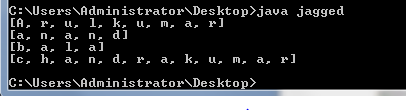 C:\Users\Administrator\Desktop>java jagged
[A, r, u, l, k, u, m, a, r]
[a, n, a, n, d]
[b, a, l, a]
[c, h, a, n, d, r, a, k, u, m, a, r]
C:\Users\Administrator\Desktop>